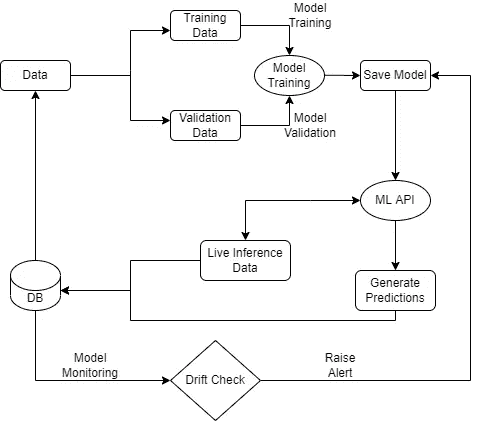 Model
Training
Training
Data
Data
Model
Training
Save Model
Validation
Data
Model
Validation
ML API
Live Inference
Data
Generate
Predictions
DB
Model
Monitoring
Drift Check
Raise
Alert